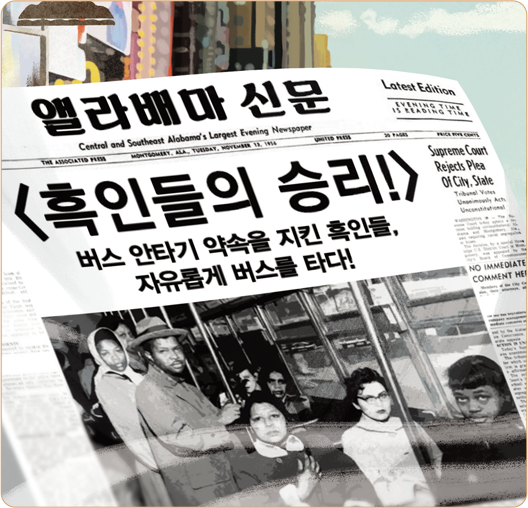 앨라배마 신문
Latest Edition
EVENING TIME
IS READING TIME
Central and Southeast Alabama's Largest Evening Newspaper
THE ASSOCIATED PRESS MONTGOMERY, ALA., TUESDAY, NOVEMBER 13, 1956 UNITED PRESS 20 PAGES PRICE FIVE CENTS
<흑인들의 승리!>
버스 안타기 약속을 지킨 흑인들,
자유롭게 버스를 타다!
Supreme Court
Rejects Plea
Of City, State
Tribunal Votes
Unanimously Acts
Unconstitutional
NO IMMEDIATE
COMMENT HE